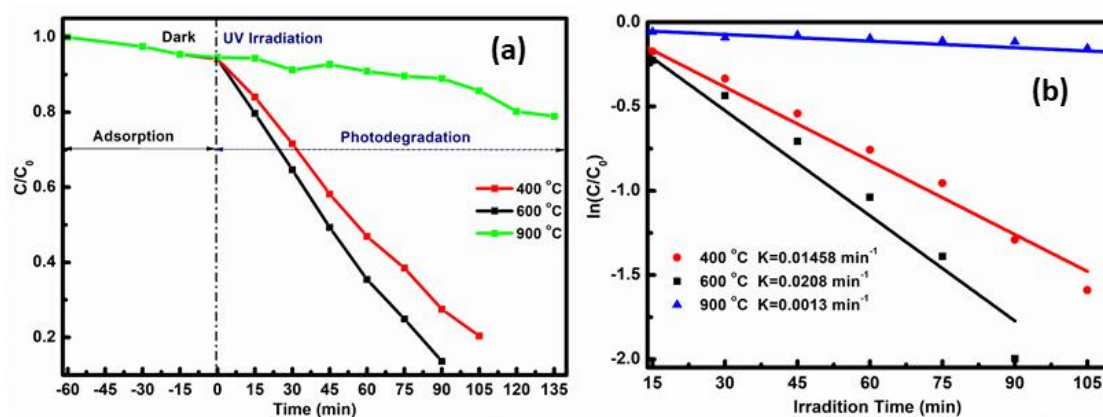 (a)
Dark UV Irradiation
Adsorption Photodegradation
400 °C
600 °C
900 °C
C/C0
1.0
0.8
0.6
0.4
0.2
-60 -45 -30 -15 0 15 30 45 60 75 90 105 120 135
Time (min)
(b)
ln(C/C0)
0.0
-0.5
-1.0
-1.5
-2.0
400 °C K=0.01458 min-1
600 °C K=0.0208 min-1
900 °C K=0.0013 min-1
15 30 45 60 75 90 105
Irradition Time (min)